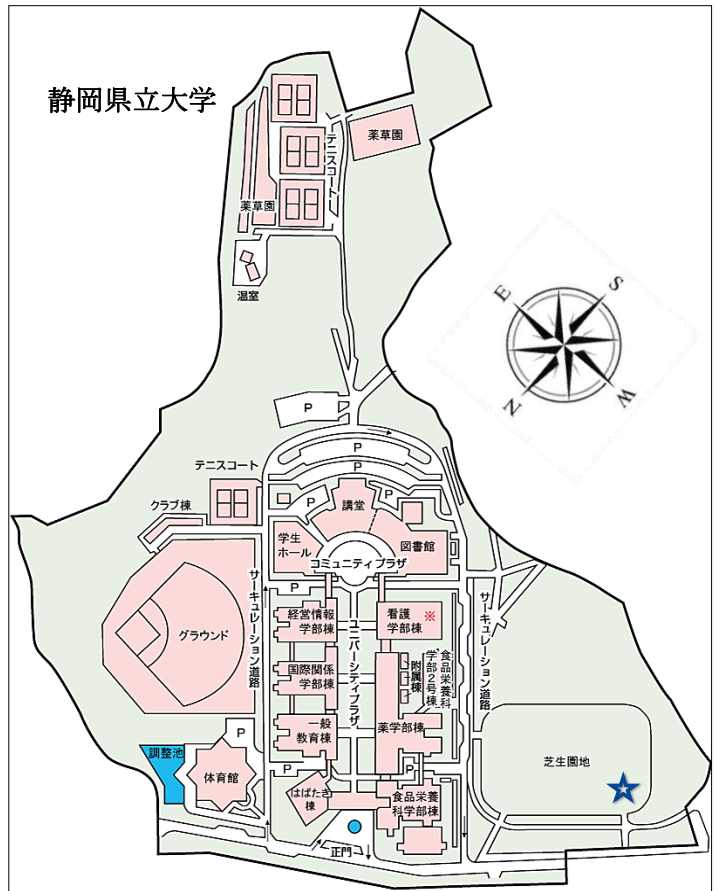 静岡県立大学
薬草園
テニスコート
薬草園
温室
E
S
N
W
P
P
P
テニスコート
P
P
クラブ棟
講堂
学生
ホール
図書館
コミュニティプラザ
サーキュレーション道路
P
経営情報
学部棟
看護
学部棟
※
サーキュレーション道路
グラウンド
ユニバーシティプラザ
国際関係
学部棟
附属棟
食品栄養科
学部2号棟
一般
教育棟
薬学部棟
P
調整池
体育館
P
P
芝生園地
はばたき
棟
食品栄養
科学部棟
正門